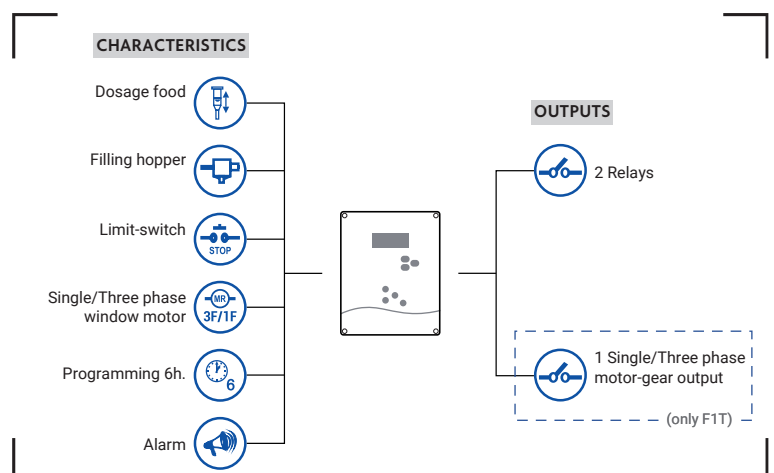 CHARACTERISTICS
Dosage food
Filling hopper
Limit-switch
STOP
Single/Three phase
window motor
MR
3F/1F
Programming 6h.
6
Alarm
OUTPUTS
2 Relays
1 Single/Three phase
motor-gear output
(only F1T)